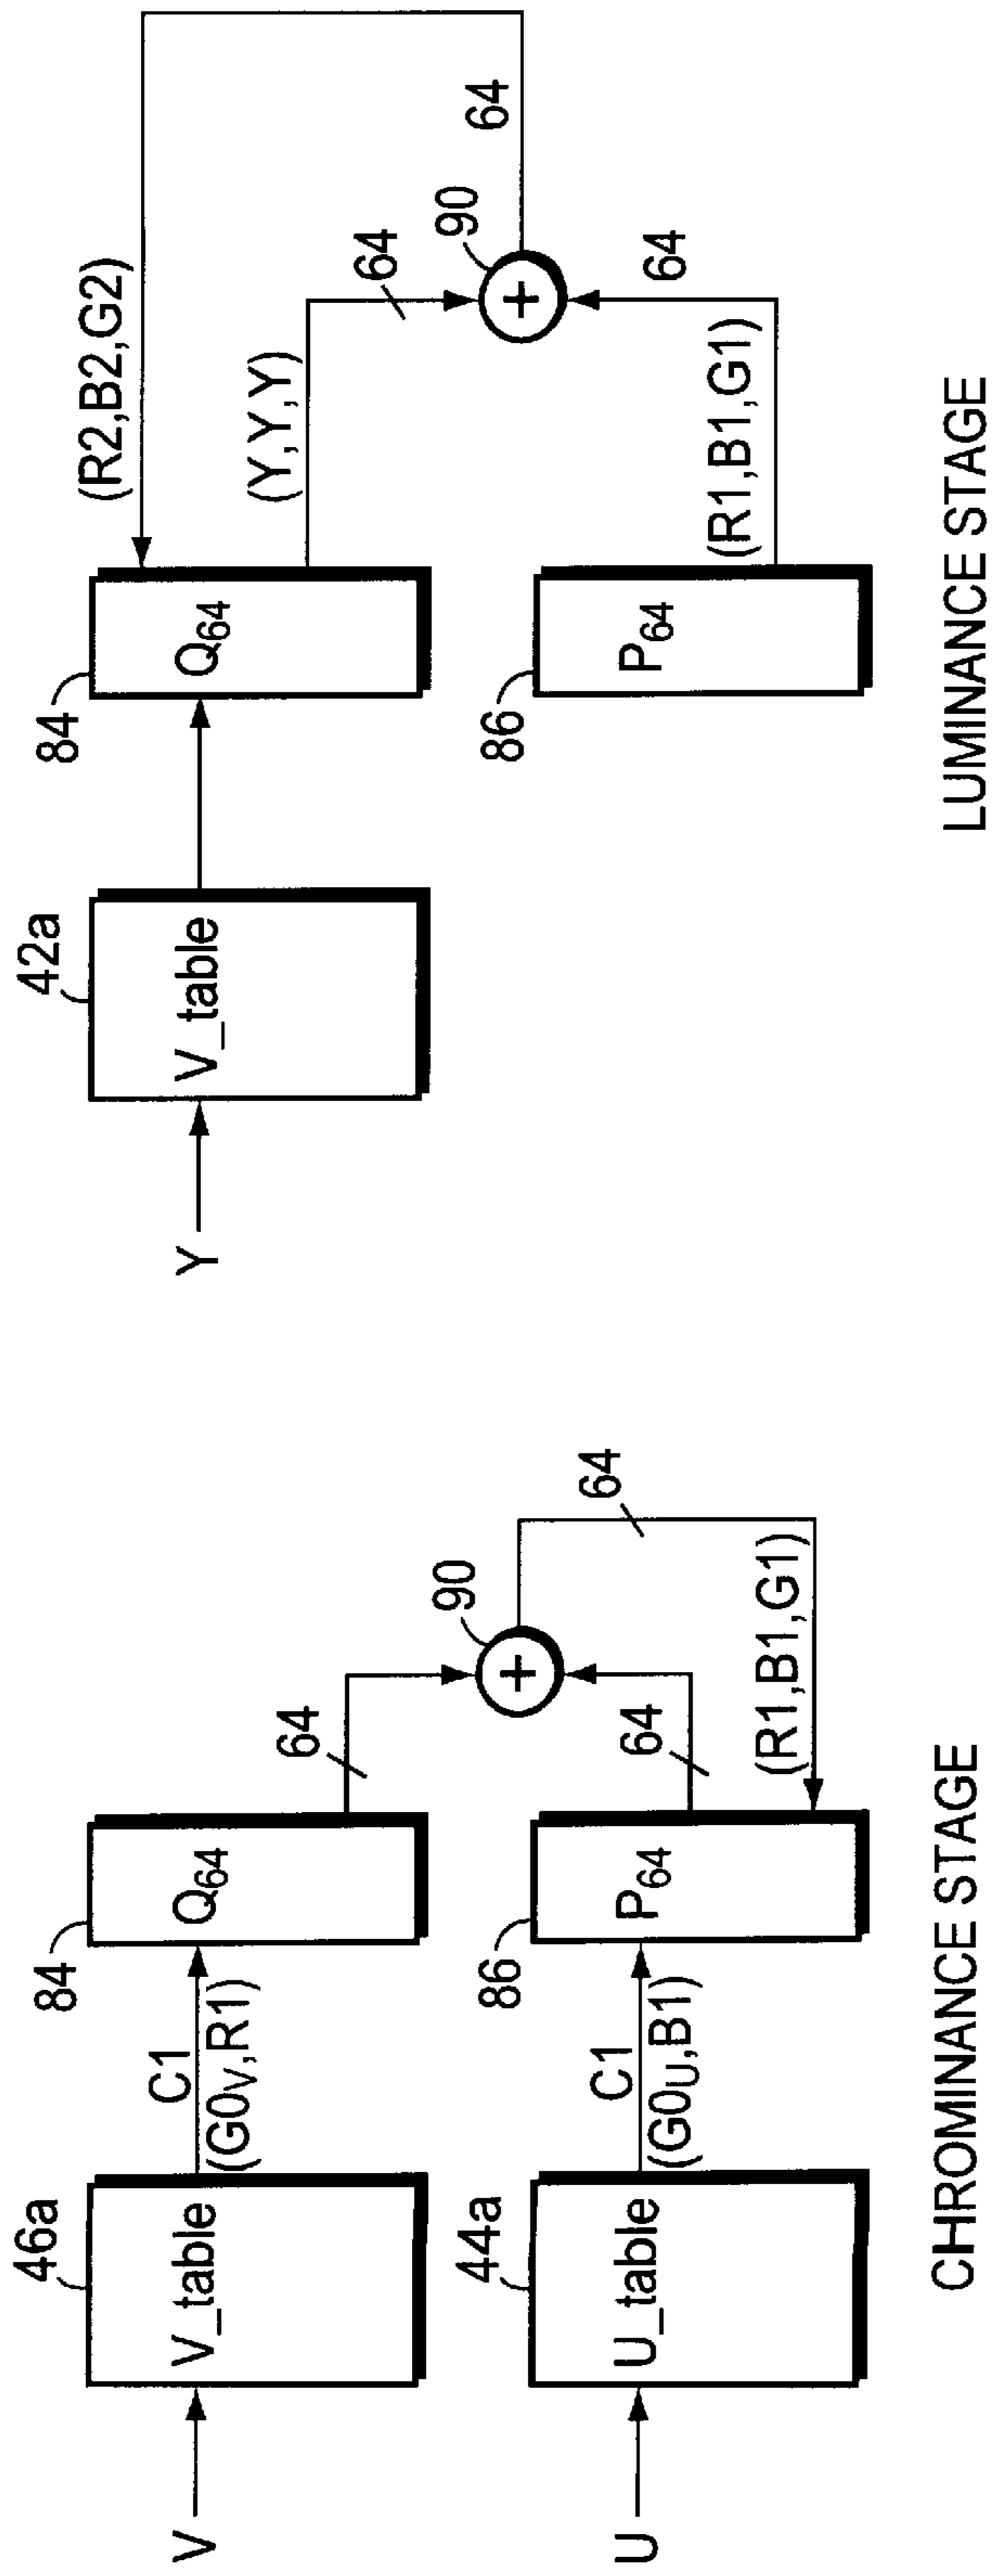 V
46a
V_table
C1
(G0V,R1)
84
Q64
64
90
+
64
(R1,B1,G1)
64
U
44a
U_table
C1
(G0U,B1)
86
P64
CHROMINANCE STAGE
Y
42a
V_table
84
Q64
(R2,B2,G2)
(Y,Y,Y)
64
90
+
64
64
(R1,B1,G1)
86
P64
LUMINANCE STAGE